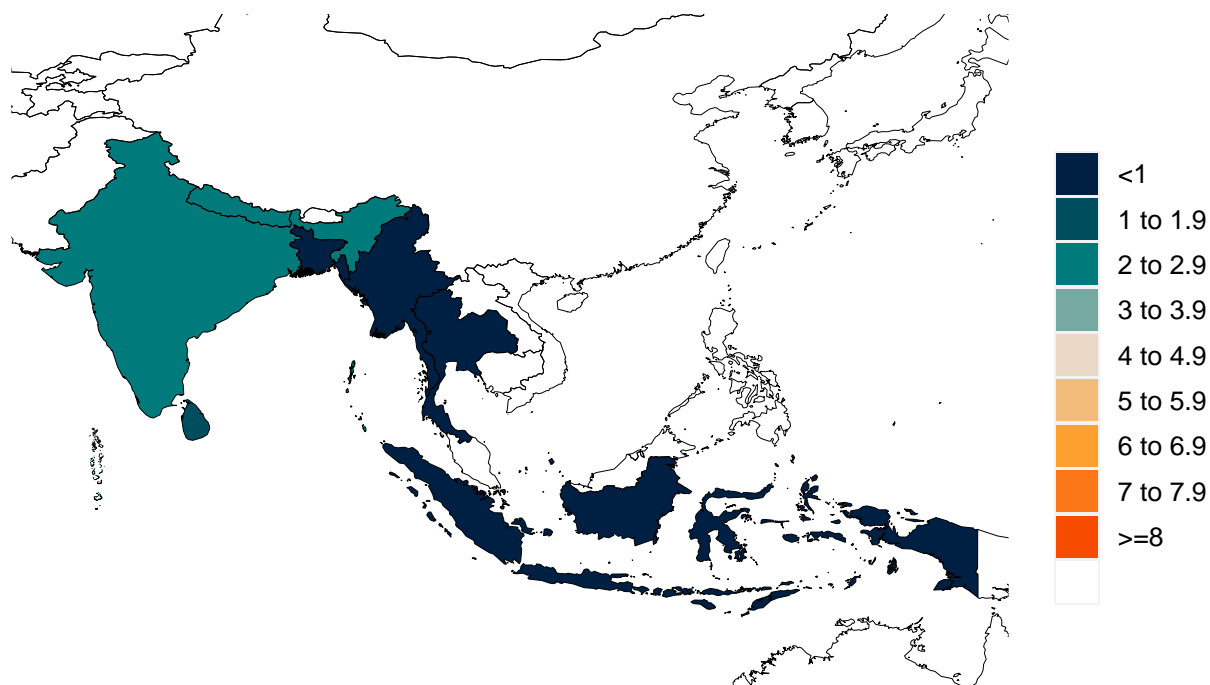 <1
1 to 1.9
2 to 2.9
3 to 3.9
4 to 4.9
5 to 5.9
6 to 6.9
7 to 7.9
>=8